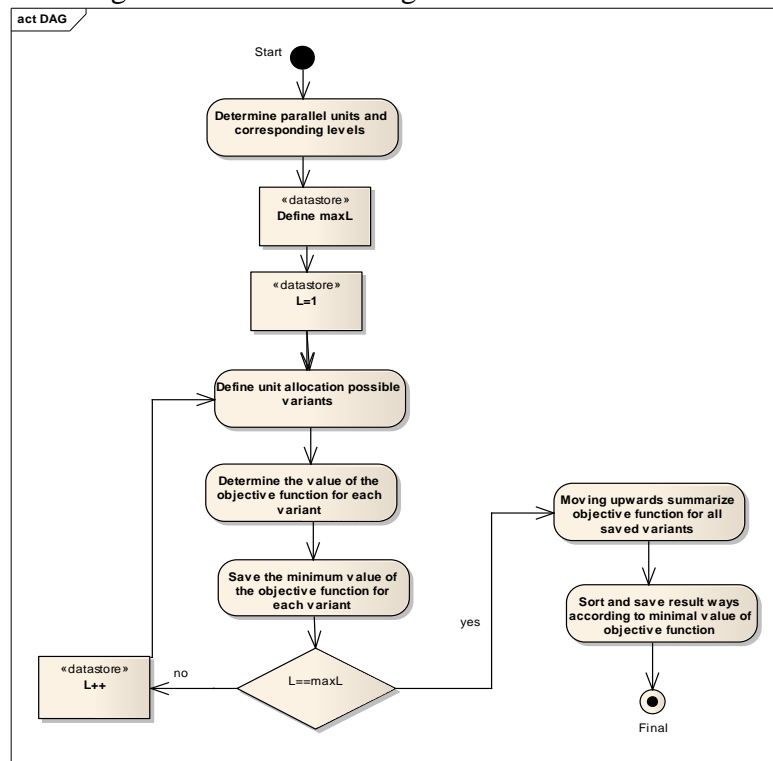 act DAG
Start
Determine parallel units and
corresponding levels
«datastore»
Define maxL
«datastore»
L=1
Define unit allocation possible
variants
Determine the value of the
objective function for each
variant
Save the minimum value of
the objective function for
each variant
L==maxL
no
«datastore»
L++
yes
Moving upwards summarize
objective function for all
saved variants
Sort and save result ways
according to minimal value of
objective function
Final